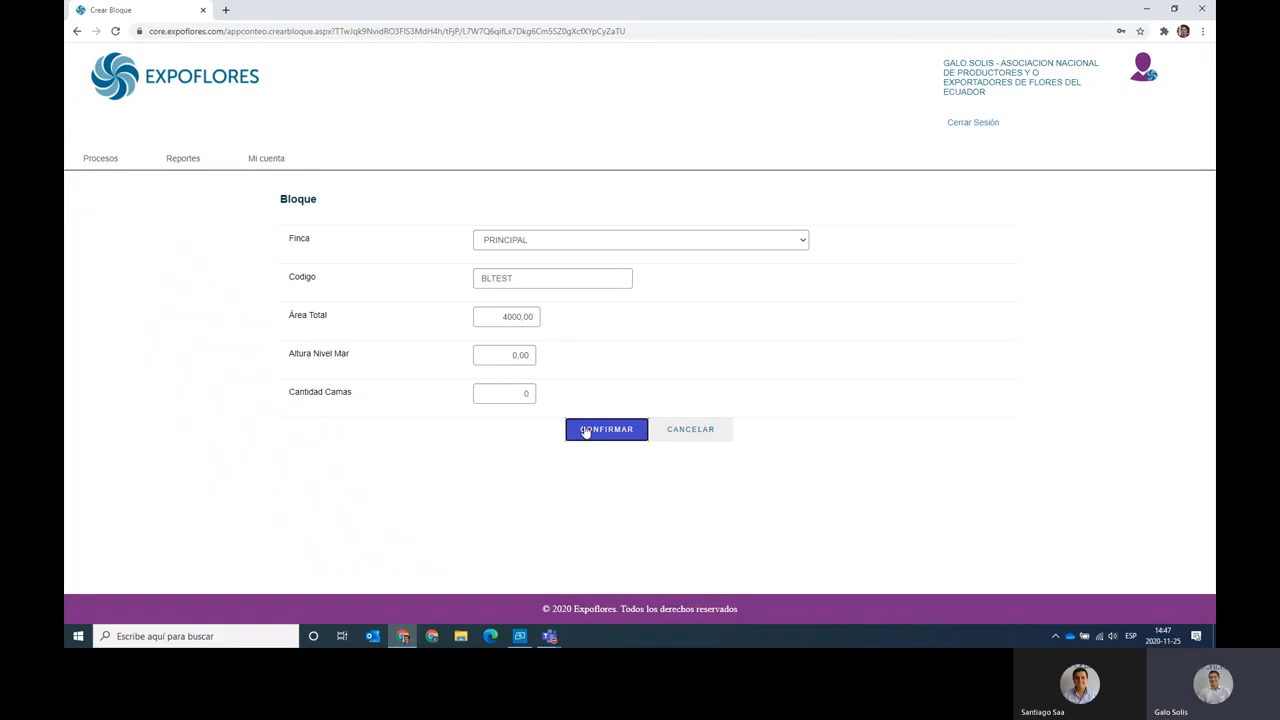 Crear Bloque
core.expoflores.com/appconteo.crearbloque.aspx?TTwJqk9NvidRO3FlS3MdH4h/tFjP/L7W7Q6qifLx7Dkg6Cm5SZ0gXcfXYpCyZaTU
EXPOFLORES
GALO.SOLIS - ASOCIACION NACIONAL
DE PRODUCTORES Y O
EXPORTADORES DE FLORES DEL
ECUADOR
Cerrar Sesión
Procesos Reportes Mi cuenta
Bloque
Finca PRINCIPAL
Codigo BLTEST
Área Total 4000,00
Altura Nivel Mar 0,00
Cantidad Camas 0
CONFIRMAR CANCELAR
© 2020 Expoflores. Todos los derechos reservados
Escribe aquí para buscar
ESP
14:47
2020-11-25
Santiago Saa Galo Solis